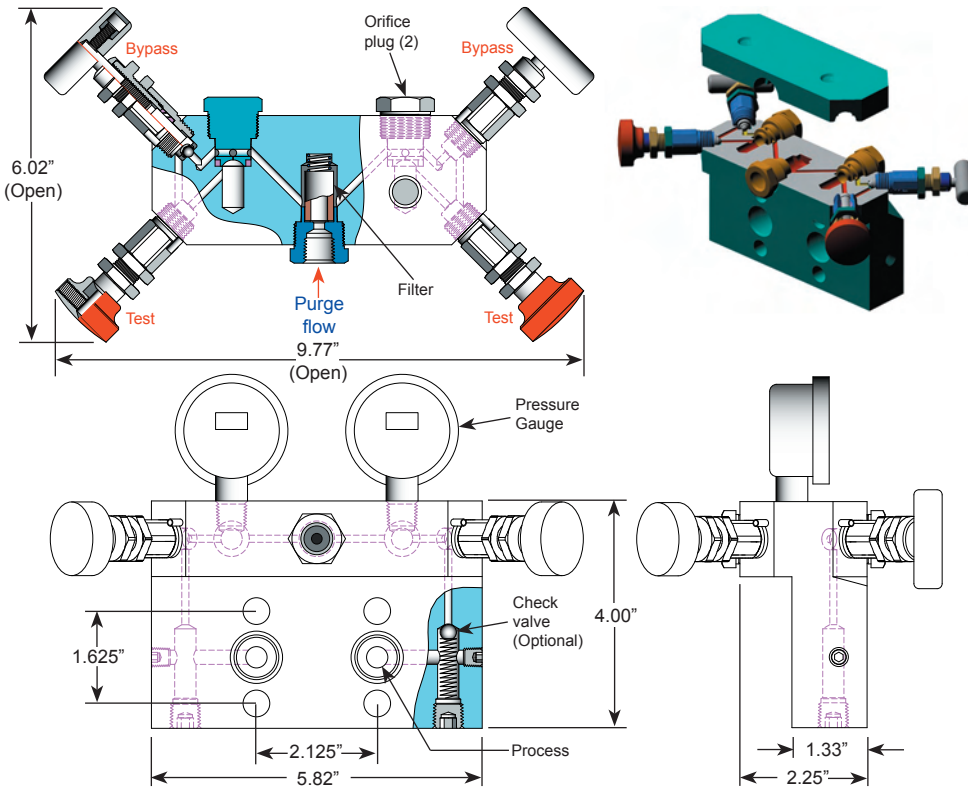 Orifice
plug (2)
Bypass
Bypass
6.02”
(Open)
Filter
Test
Purge
flow
Test
9.77”
(Open)
Pressure
Gauge
Check
valve
(Optional)
4.00”
1.625”
2.125”
Process
5.82”
1.33”
2.25”